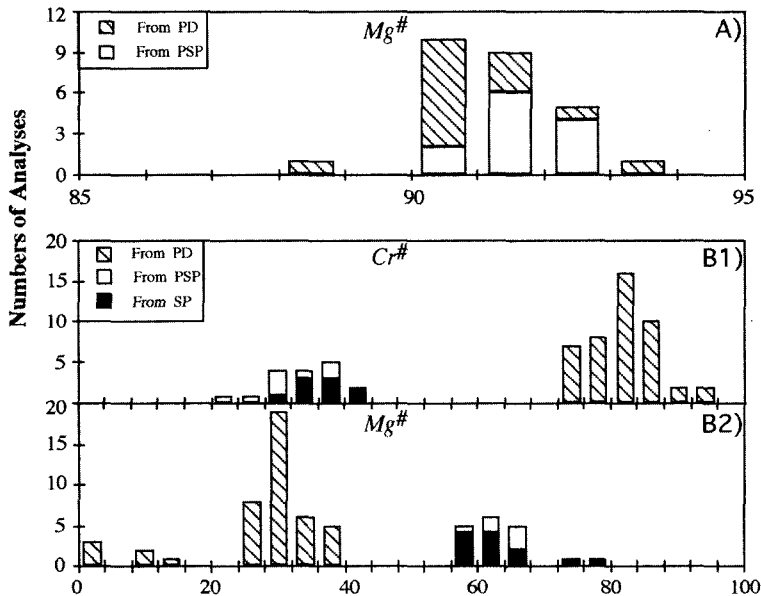 Numbers of Analyses
12
9
6
3
0
From PD
From PSP
Mg#
A)
85
90
95
20
15
10
5
From PD
From PSP
From SP
Cr#
B1)
20
15
10
5
0
Mg#
B2)
0
20
40
60
80
100